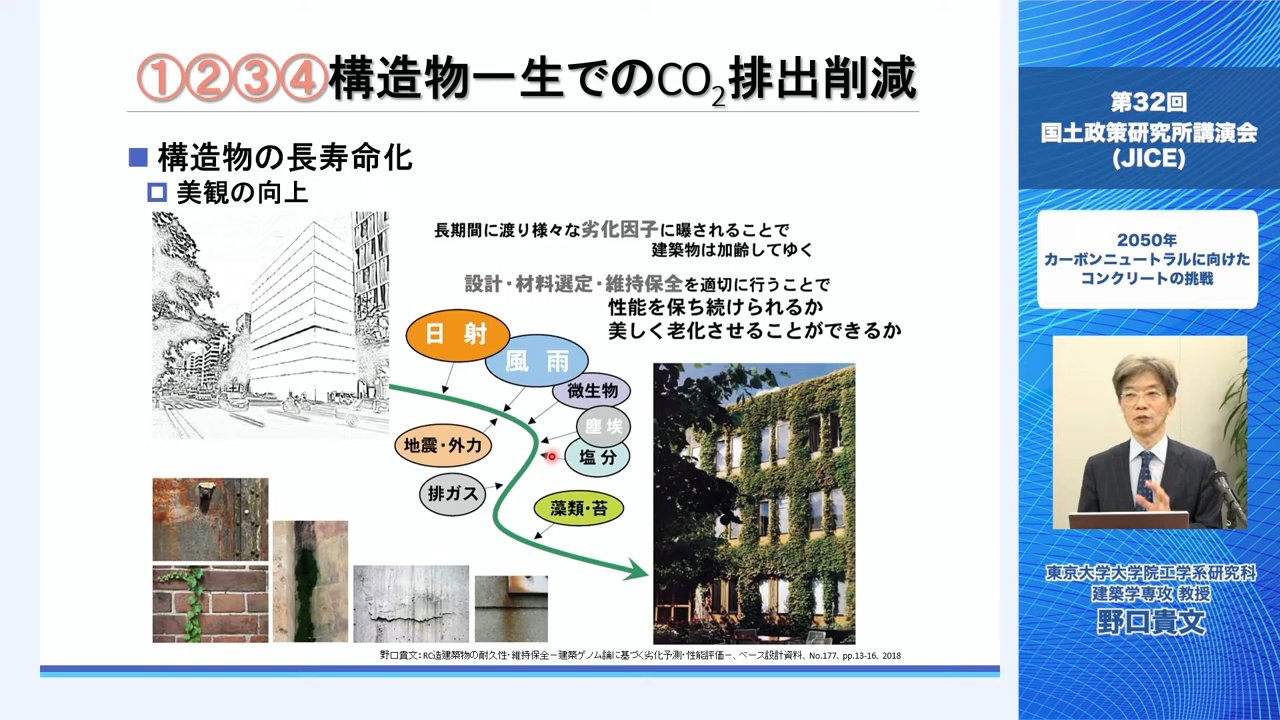 ①②③④構造物一生でのCO₂排出削減
■ 構造物の長寿命化
美観の向上
長期間に渡り様々な劣化因子に曝されることで
建築物は加齢してゆく
設計・材料選定・維持保全を適切に行うことで
性能を保ち続けられるか
美しく老化させることができるか
日 射
風 雨
微生物
塵 埃
塩 分
地震・外力
排ガス
藻類・苔
野口貴文：RC造建築物の耐久性・維持保全－建築ゲノム論に基づく劣化予測・性能評価－、ベース設計資料、No.177、pp.13-16、2018
第32回
国土政策研究所講演会
(JICE)
2050年
カーボンニュートラルに向けた
コンクリートの挑戦
東京大学大学院工学系研究科
建築学専攻 教授
野口貴文